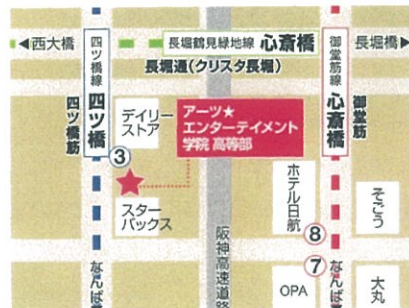 ◀西大橋
四ツ橋線 四ツ橋
長堀鶴見緑地線 心斎橋
長堀通(クリスタ長堀)
御堂筋線 心斎橋
長堀橋▶
四ツ橋筋
御堂筋
デイリー
ストア
アーツ★
エンターテイメント
学院 高等部
③
スター
バックス
阪神高速道路
ホテル日航
そごう
⑧
⑦
OPA
大丸
なんば
なんば